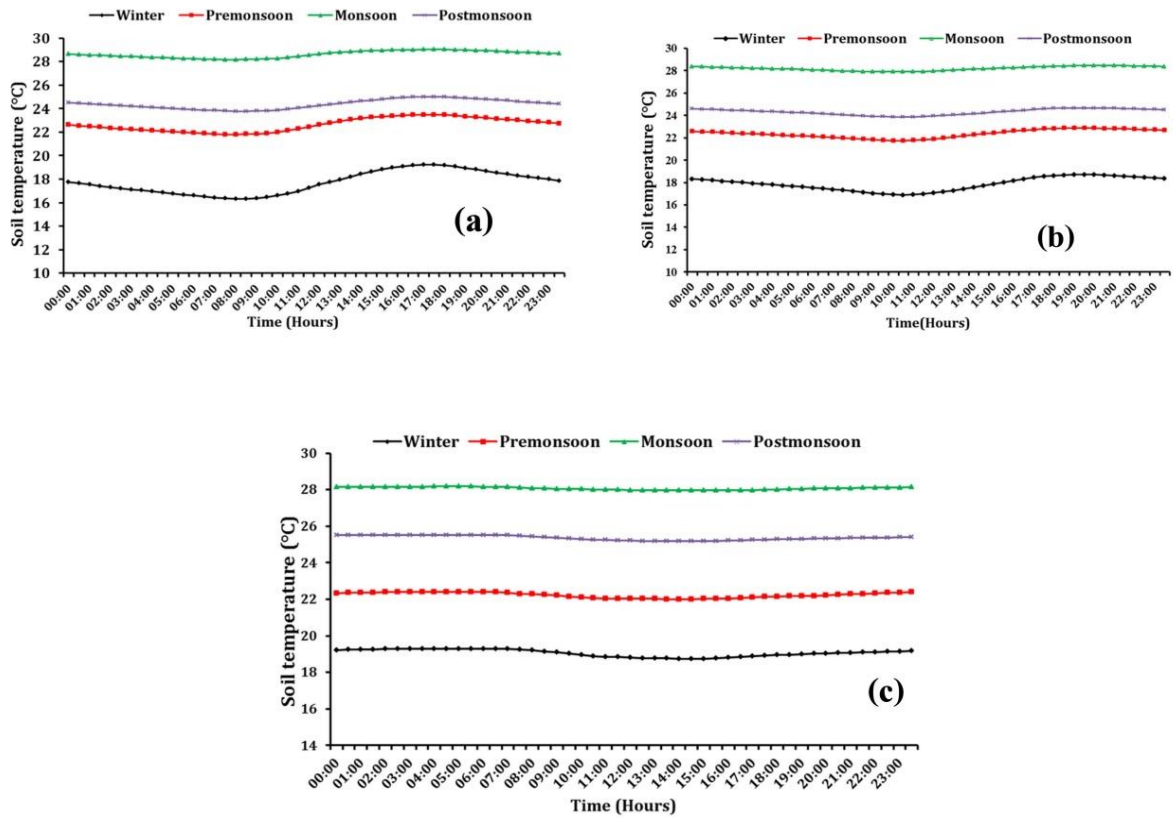 Winter Premonsoon Monsoon Postmonsoon
Soil temperature (°C)
30
28
26
24
22
20
18
16
14
12
10
(a)
00:00 01:00 02:00 03:00 04:00 05:00 06:00 07:00 08:00 09:00 10:00 11:00 12:00 13:00 14:00 15:00 16:00 17:00 18:00 19:00 20:00 21:00 22:00 23:00
Time (Hours)
Winter Premonsoon Monsoon Postmonsoon
Soil temperature (°C)
30
28
26
24
22
20
18
16
14
12
10
(b)
00:00 01:00 02:00 03:00 04:00 05:00 06:00 07:00 08:00 09:00 10:00 11:00 12:00 13:00 14:00 15:00 16:00 17:00 18:00 19:00 20:00 21:00 22:00 23:00
Time(Hours)
Winter Premonsoon Monsoon Postmonsoon
Soil temperature (°C)
30
28
26
24
22
20
18
16
14
(c)
00:00 01:00 02:00 03:00 04:00 05:00 06:00 07:00 08:00 09:00 10:00 11:00 12:00 13:00 14:00 15:00 16:00 17:00 18:00 19:00 20:00 21:00 22:00 23:00
Time (Hours)